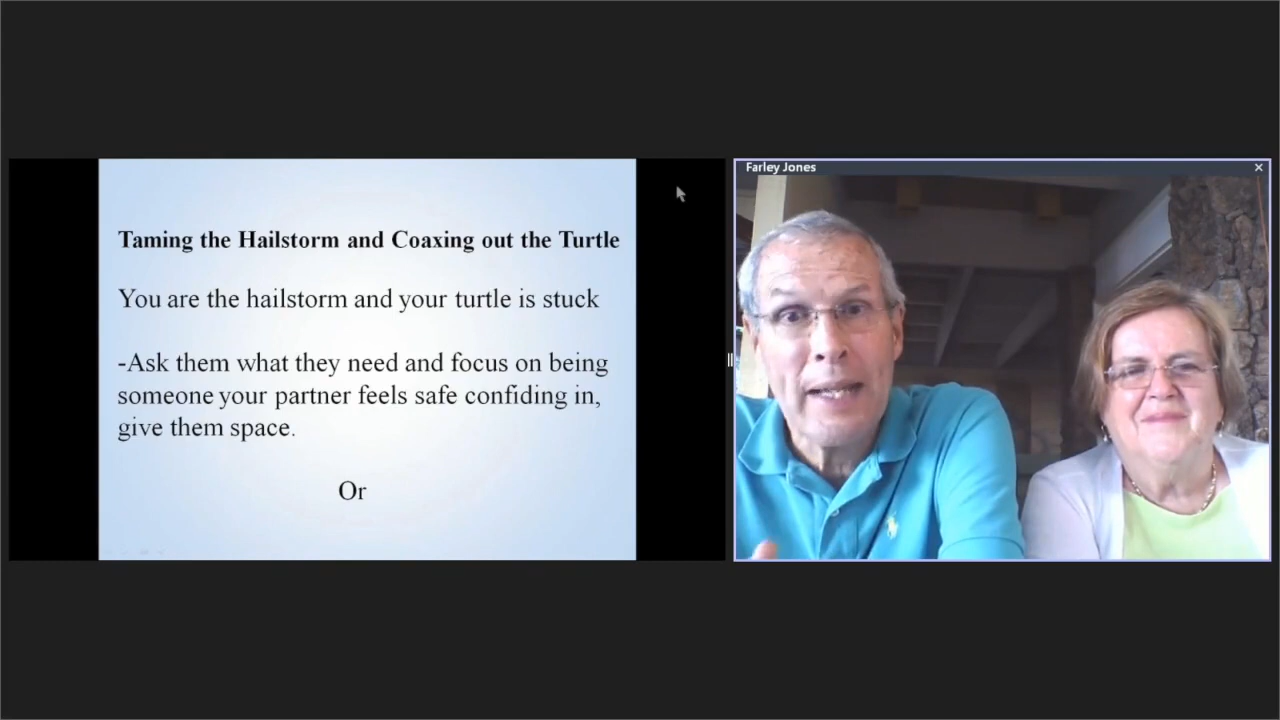 Taming the Hailstorm and Coaxing out the Turtle
You are the hailstorm and your turtle is stuck
-Ask them what they need and focus on being
someone your partner feels safe confiding in,
give them space.
Or
Farley Jones